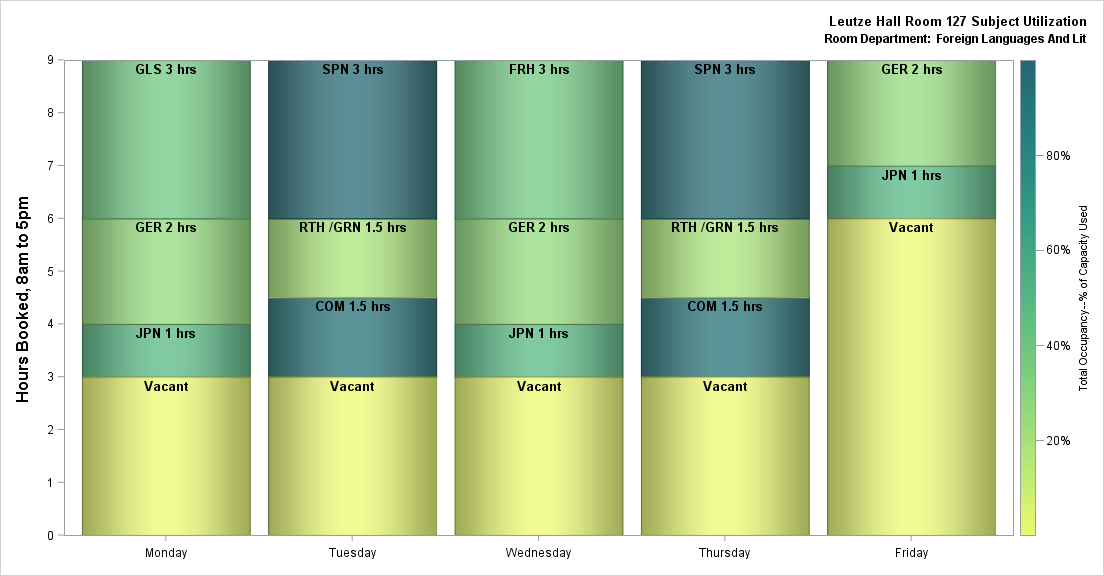 Leutze Hall Room 127 Subject Utilization
Room Department: Foreign Languages And Lit
Hours Booked, 8am to 5pm
9
8
7
6
5
4
3
2
1
0
GLS 3 hrs
GER 2 hrs
JPN 1 hrs
Vacant
Monday
SPN 3 hrs
RTH /GRN 1.5 hrs
COM 1.5 hrs
Vacant
Tuesday
FRH 3 hrs
GER 2 hrs
JPN 1 hrs
Vacant
Wednesday
SPN 3 hrs
RTH /GRN 1.5 hrs
COM 1.5 hrs
Vacant
Thursday
GER 2 hrs
JPN 1 hrs
Vacant
Friday
80%
60%
40%
20%
Total Occupancy--% of Capacity Used